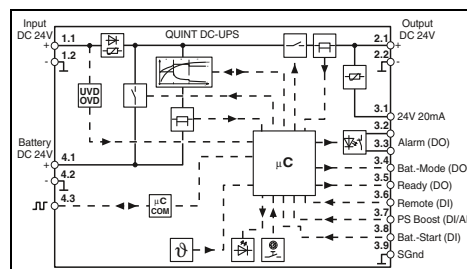 Input
DC 24V
+
1.1
-
1.2
QUINT DC-UPS
Output
DC 24V
2.1
+
2.2
-
UVD
OVD
3.1
24V 20mA
3.2
Alarm (DO)
3.3
Battery
DC 24V
+
4.1
-
4.2
4.3
µC
COM
µC
3.4
Bat.-Mode (DO
3.5
Ready (DO)
3.6
Remote (DI)
3.7
PS Boost (DI/AI
3.8
Bat.-Start (DI)
3.9
SGnd
ϑ